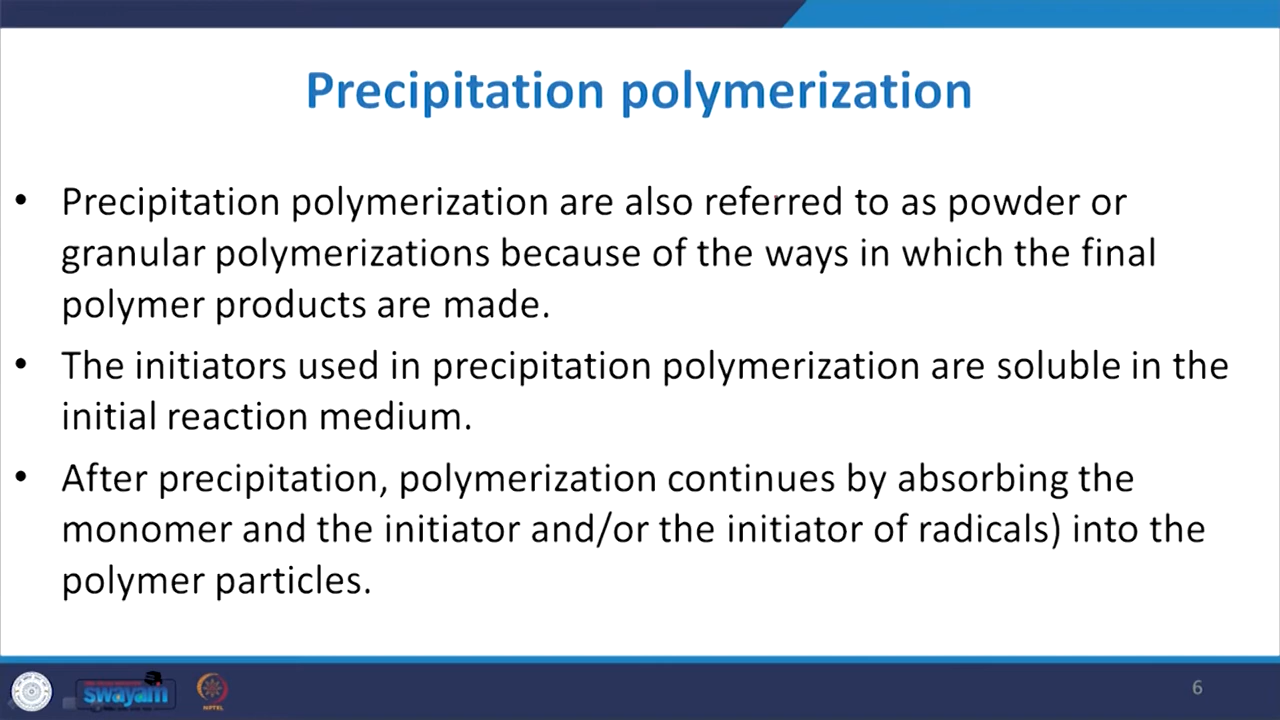 Precipitation polymerization
• Precipitation polymerization are also referred to as powder or
granular polymerizations because of the ways in which the final
polymer products are made.
• The initiators used in precipitation polymerization are soluble in the
initial reaction medium.
• After precipitation, polymerization continues by absorbing the
monomer and the initiator and/or the initiator of radicals) into the
polymer particles.
swayam
NPTEL
6